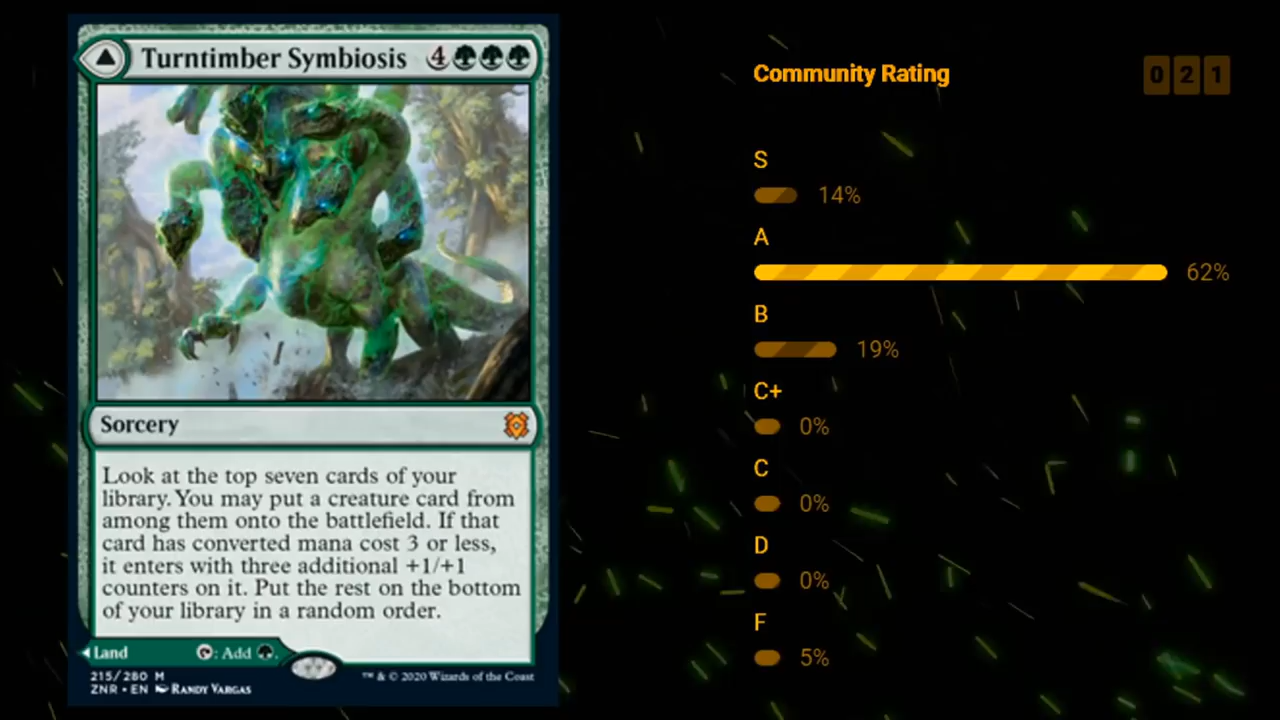 Turntimber Symbiosis 4
Sorcery
Look at the top seven cards of your
library. You may put a creature card from
among them onto the battlefield. If that
card has converted mana cost 3 or less,
it enters with three additional +1/+1
counters on it. Put the rest on the bottom
of your library in a random order.
Land : Add .
215/280 M
ZNR • EN Randy Vargas
™ & © 2020 Wizards of the Coast
Community Rating 021
S
14%
A
62%
B
19%
C+
0%
C
0%
D
0%
F
5%